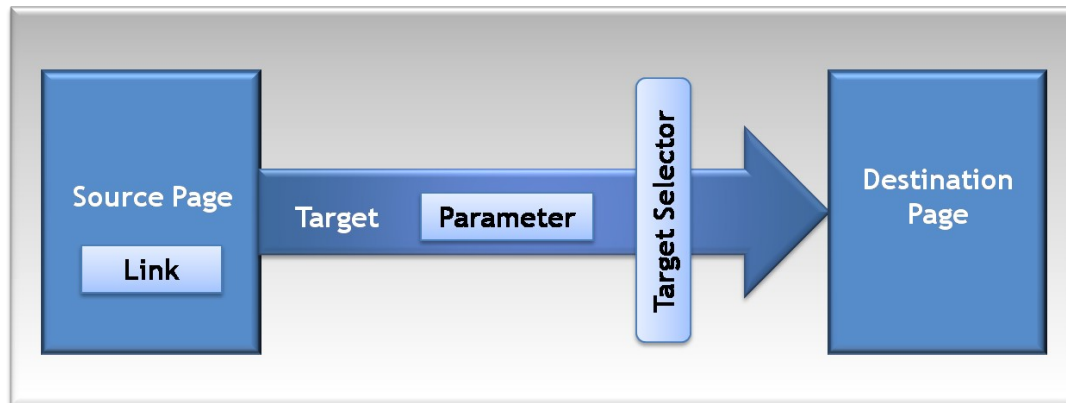 Source Page
Link
Target
Parameter
Target Selector
Destination
Page